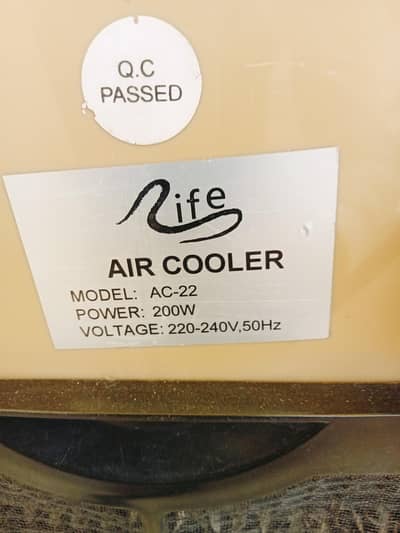 Q.C
PASSED
Rife
AIR COOLER
MODEL: AC-22
POWER: 200W
VOLTAGE: 220-240V,50Hz